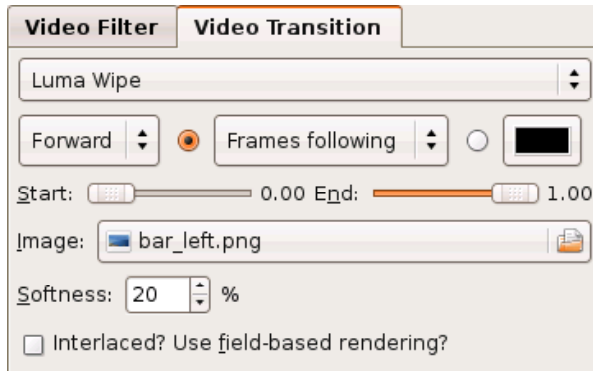 Video Filter Video Transition
Luma Wipe
Forward Frames following
Start: 0.00 End: 1.00
Image: bar_left.png
Softness: 20 %
Interlaced? Use field-based rendering?